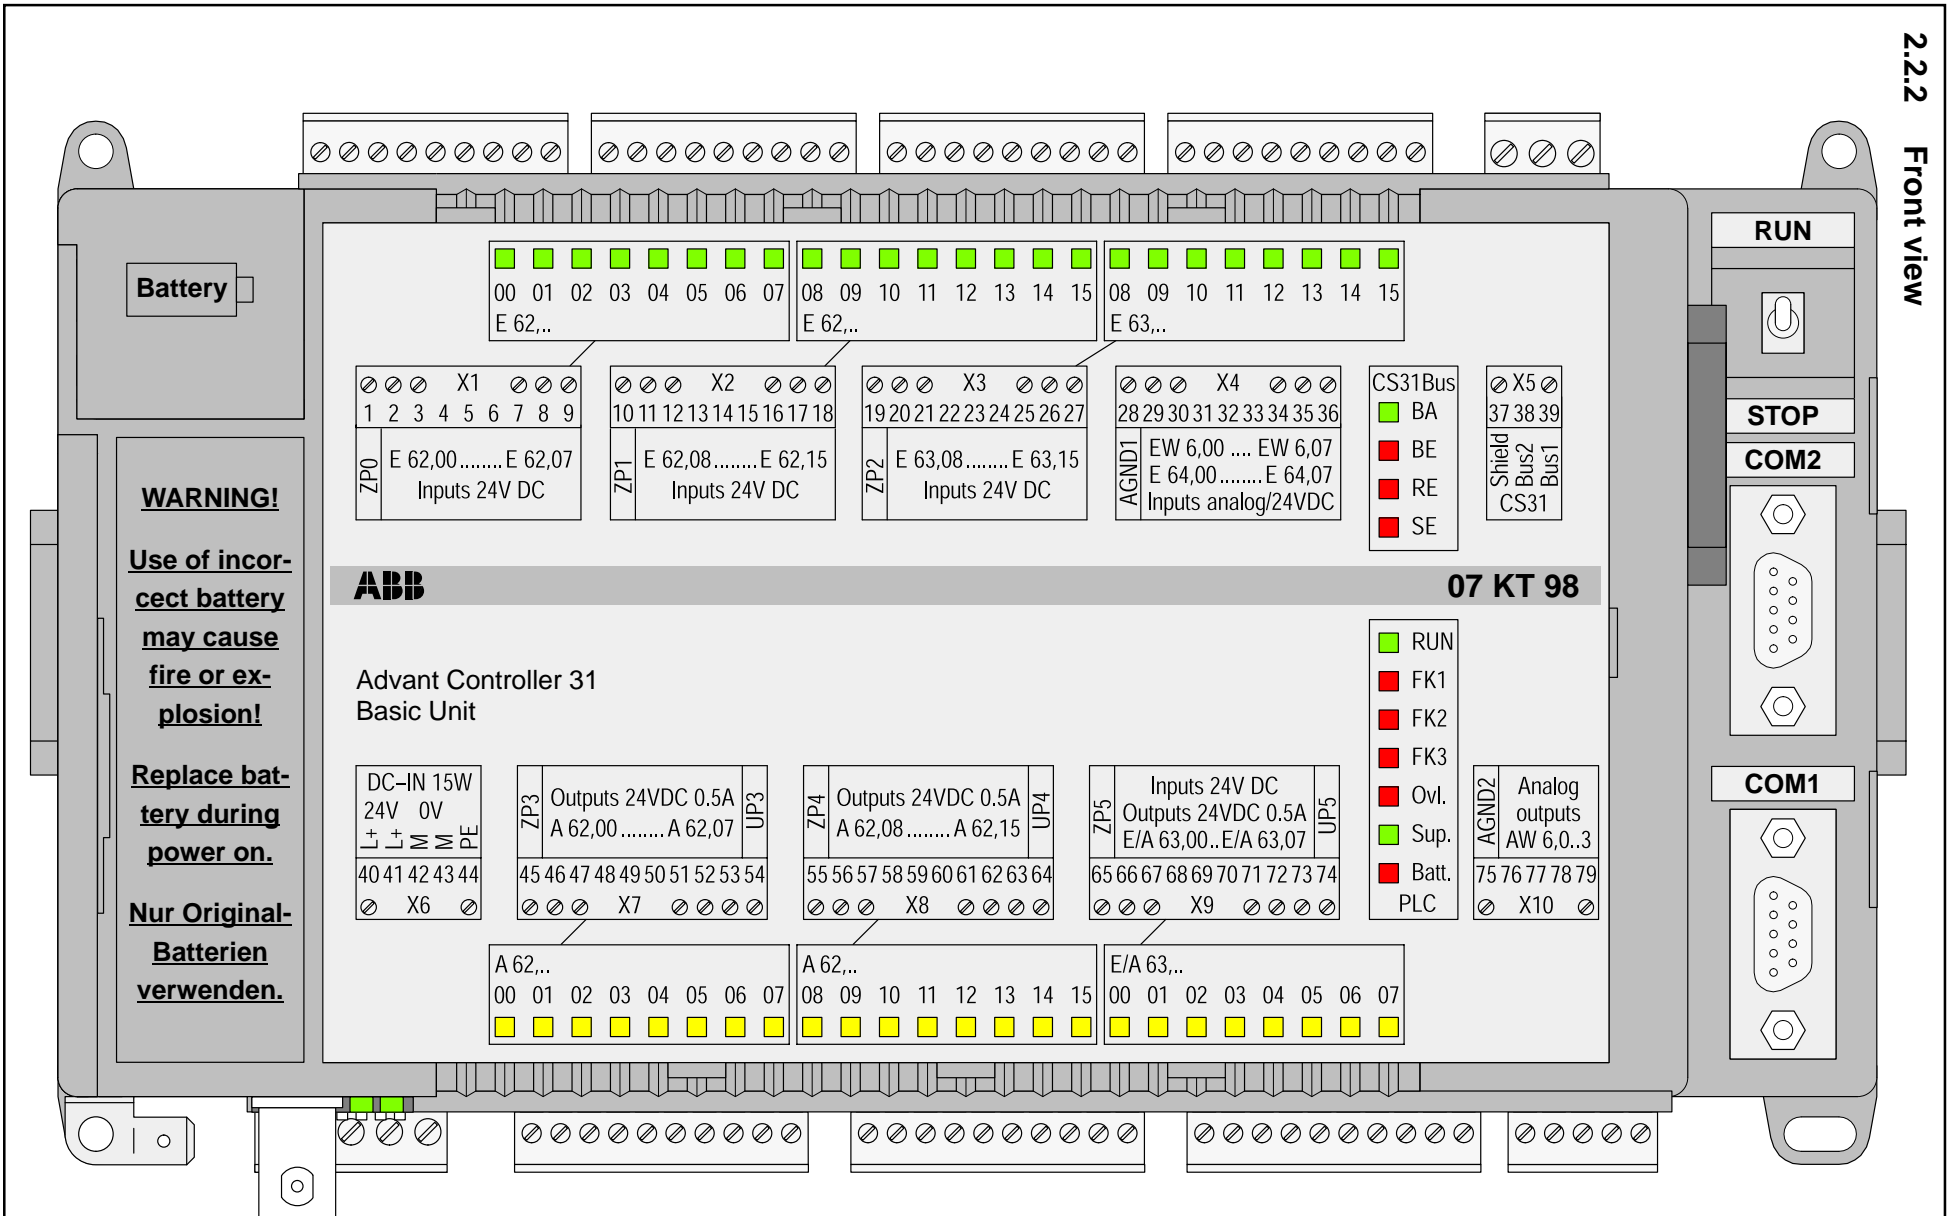 2.2.2 Front view
Battery
WARNING!
Use of incor-
cect battery
may cause
fire or ex-
plosion!
Replace bat-
tery during
power on.
Nur Original-
Batterien
verwenden.
00 01 02 03 04 05 06 07
E 62,..
08 09 10 11 12 13 14 15
E 62,..
08 09 10 11 12 13 14 15
E 63,..
X1
1 2 3 4 5 6 7 8 9
ZP0
E 62,00........E 62,07
Inputs 24V DC
X2
10 11 12 13 14 15 16 17 18
ZP1
E 62,08........E 62,15
Inputs 24V DC
X3
19 20 21 22 23 24 25 26 27
ZP2
E 63,08........E 63,15
Inputs 24V DC
X4
28 29 30 31 32 33 34 35 36
AGND1
EW 6,00 .... EW 6,07
E 64,00........E 64,07
Inputs analog/24VDC
CS31Bus
BA
BE
RE
SE
X5
37 38 39
Shield
Bus2
Bus1
CS31
ABB
07 KT 98
Advant Controller 31
Basic Unit
RUN
FK1
FK2
FK3
Ovl.
Sup.
Batt.
PLC
DC–IN 15W
24V 0V
L+
L+
M
M
PE
40 41 42 43 44
X6
ZP3
Outputs 24VDC 0.5A
A 62,00 ........ A 62,07
UP3
45 46 47 48 49 50 51 52 53 54
X7
ZP4
Outputs 24VDC 0.5A
A 62,08 ........ A 62,15
UP4
55 56 57 58 59 60 61 62 63 64
X8
ZP5
Inputs 24V DC
Outputs 24VDC 0.5A
E/A 63,00..E/A 63,07
UP5
65 66 67 68 69 70 71 72 73 74
X9
AGND2
Analog
outputs
AW 6,0..3
75 76 77 78 79
X10
A 62,..
00 01 02 03 04 05 06 07
A 62,..
08 09 10 11 12 13 14 15
E/A 63,..
00 01 02 03 04 05 06 07
RUN
STOP
COM2
COM1